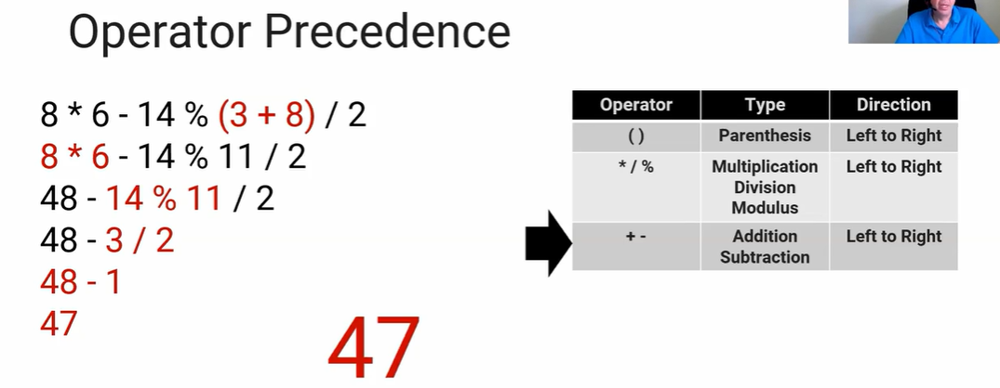 Operator Precedence
8 * 6 - 14 % (3 + 8) / 2
8 * 6 - 14 % 11 / 2
48 - 14 % 11 / 2
48 - 3 / 2
48 - 1
47
47
Operator Type Direction
( ) Parenthesis Left to Right
* / % Multiplication Left to Right
Division
Modulus
+ - Addition Left to Right
Subtraction